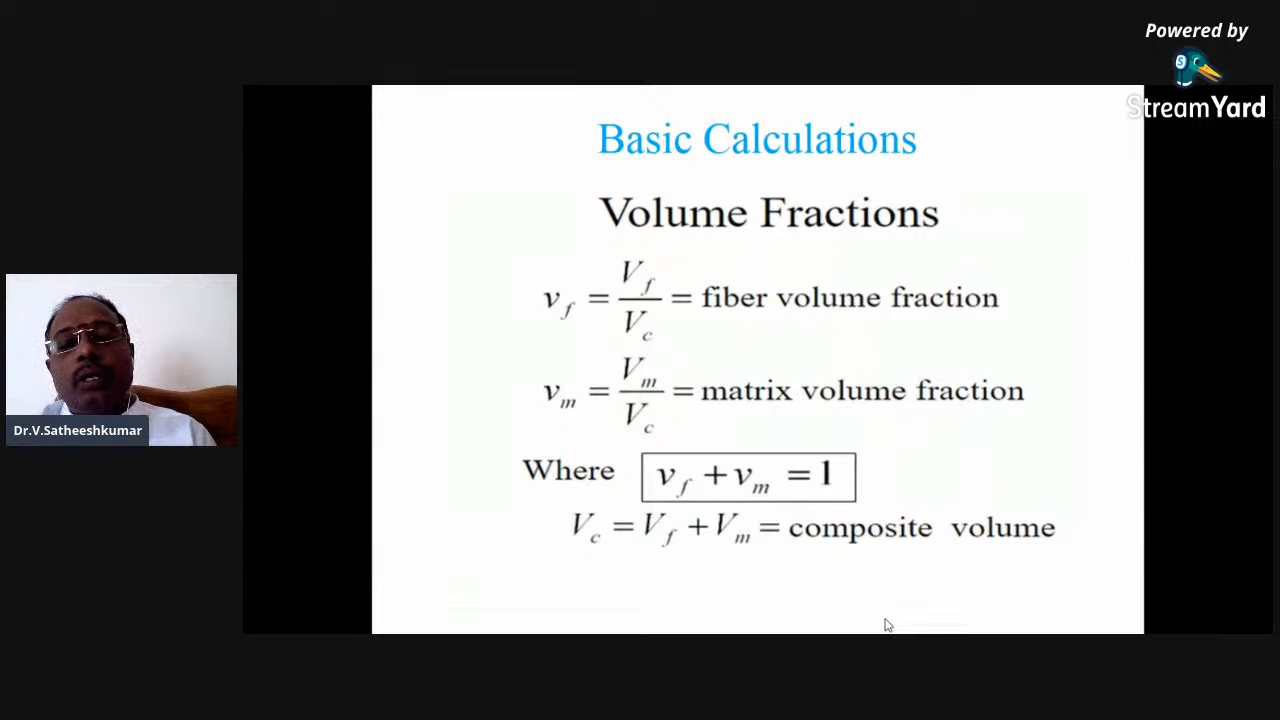 Powered by
StreamYard
Basic Calculations
Volume Fractions
v_f = V_f / V_c = fiber volume fraction
v_m = V_m / V_c = matrix volume fraction
Where v_f + v_m = 1
V_c = V_f + V_m = composite volume
Dr.V.Satheeshkumar